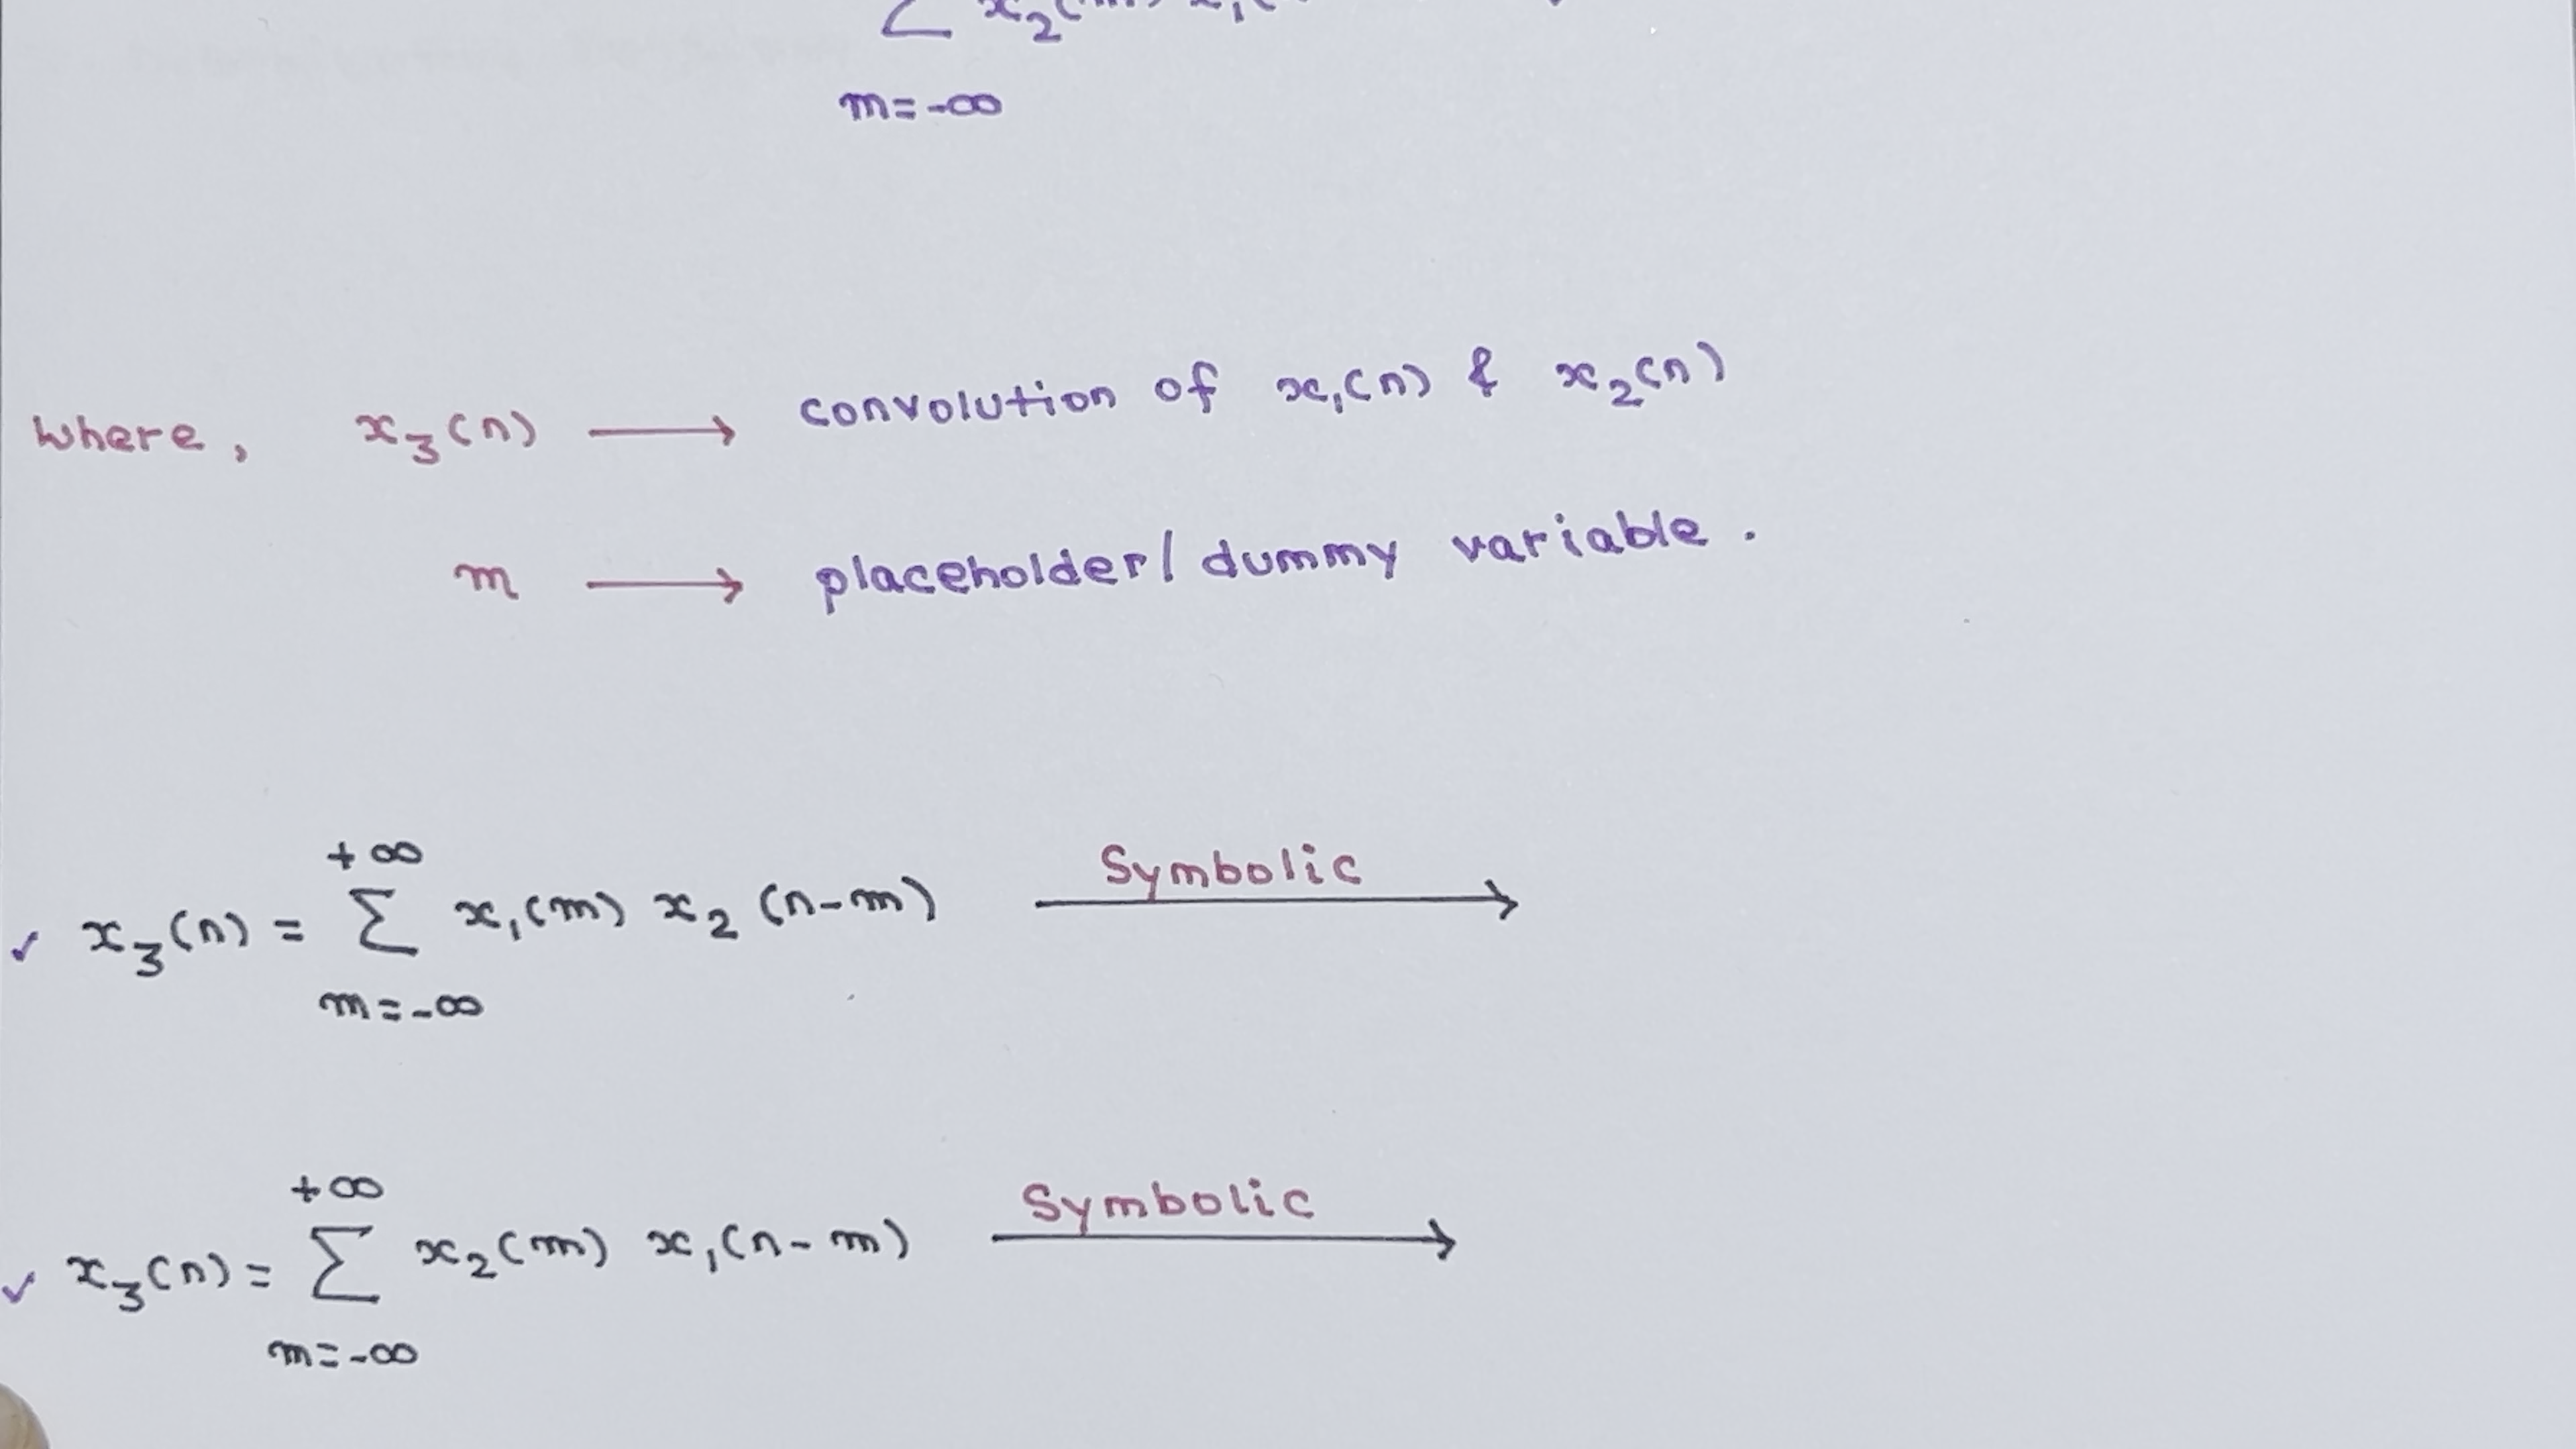 m=-∞
where, x₃(n) ⟶ convolution of x₁(n) & x₂(n)
m ⟶ placeholder/ dummy variable.
+∞
✓ x₃(n) = Σ x₁(m) x₂(n-m) Symbolic ⟶
m=-∞
+∞
✓ x₃(n) = Σ x₂(m) x₁(n-m) Symbolic ⟶
m=-∞